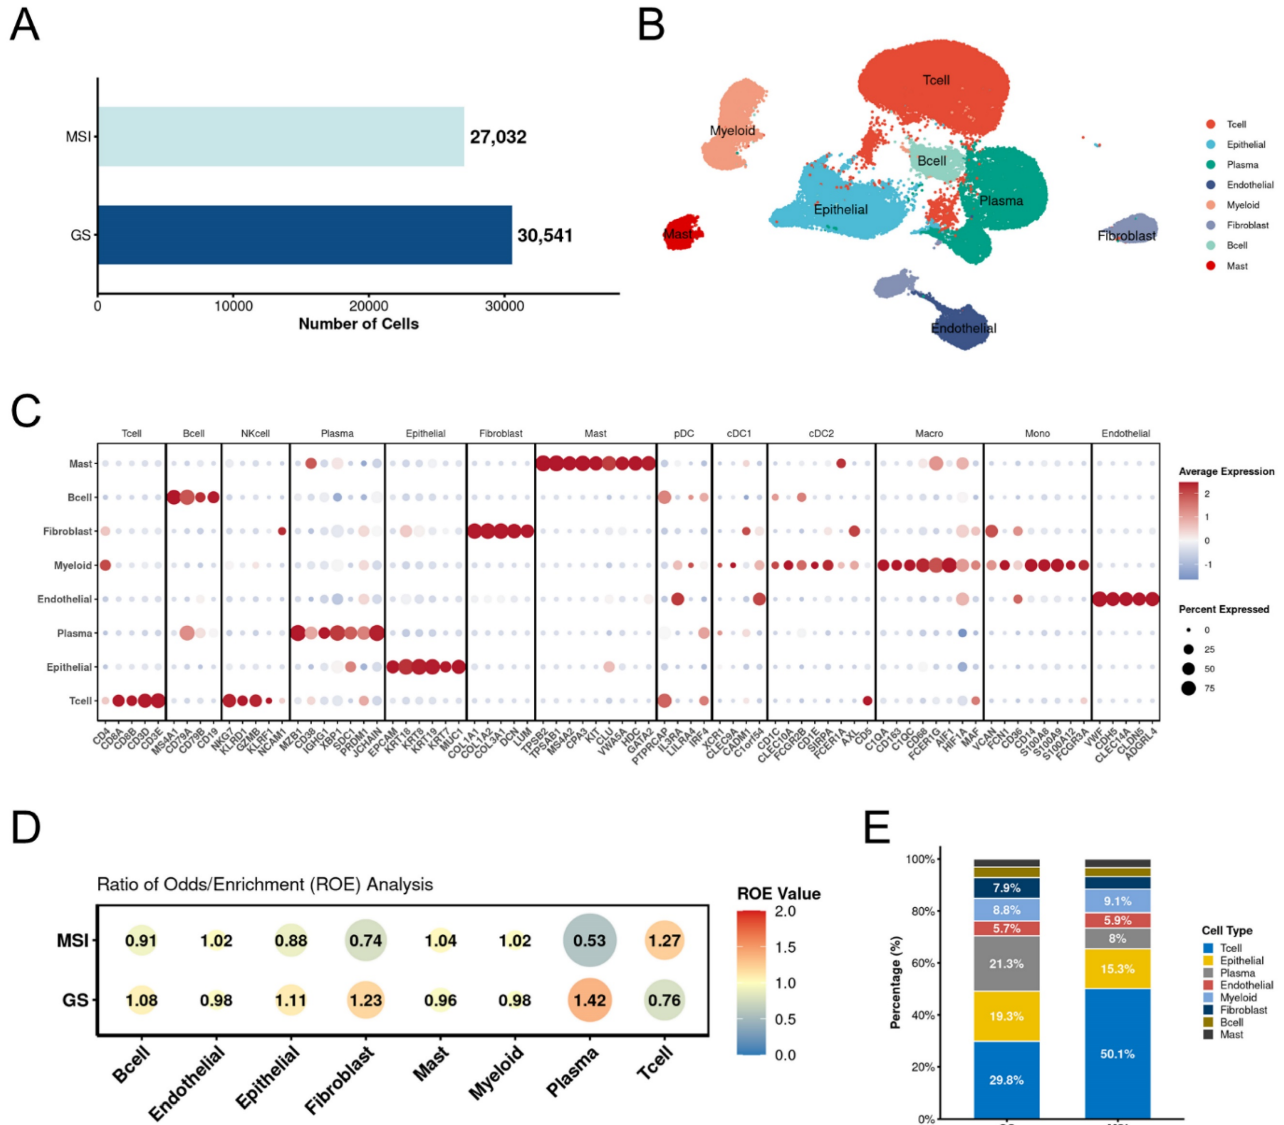 A
MSI
27,032
GS
30,541
0 10000 20000 30000
Number of Cells
B
Tcell
Myeloid
Bcell
Epithelial
Plasma
Mast
Fibroblast
Endothelial
Tcell
Epithelial
Plasma
Endothelial
Myeloid
Fibroblast
Bcell
Mast
C
Tcell Bcell NKcell Plasma Epithelial Fibroblast Mast pDC cDC1 cDC2 Macro Mono Endothelial
Mast
Bcell
Fibroblast
Myeloid
Endothelial
Plasma
Epithelial
Tcell
CD4 CD8A CD8B CD3D CD3E MS4A1 CD79A CD79B CD19 NKG7 KLRD1 GZMB KLRF1 NCAM1 MZB1 CD38 IGHG1 XBP1 SDC1 PRDM1 JCHAIN EPCAM KRT18 KRT8 KRT19 KRT7 MUC1 COL1A1 COL1A2 COL3A1 DCN LUM TPSB2 TPSAB1 MS4A2 CPA3 KIT CLU VWA5A HDC GATA2 PTPRCAP IL3RA LILRA4 IRF4 XCR1 CLEC9A CADM1 C1orf54 CD1C CLEC10A FCGR2B CD1E SIRPA FCER1A AXL CD5 C1QA CD163 C1QC CD68 FCER1G AIF1 HIF1A MAF VCAN FCN1 CD36 CD14 S100A8 S100A9 S100A12 FCGR3A VWF CDH5 CLEC14A CLDN5 ADGRL4
Average Expression
2
1
0
-1
Percent Expressed
0
25
50
75
D
Ratio of Odds/Enrichment (ROE) Analysis
MSI 0.91 1.02 0.88 0.74 1.04 1.02 0.53 1.27
GS 1.08 0.98 1.11 1.23 0.96 0.98 1.42 0.76
Bcell Endothelial Epithelial Fibroblast Mast Myeloid Plasma Tcell
ROE Value
2.0
1.5
1.0
0.5
0.0
E
Percentage (%)
100%
80%
60%
40%
20%
0%
7.9%
8.8%
5.7%
21.3%
19.3%
29.8%
9.1%
5.9%
8%
15.3%
50.1%
Cell Type
Tcell
Epithelial
Plasma
Endothelial
Myeloid
Fibroblast
Bcell
Mast